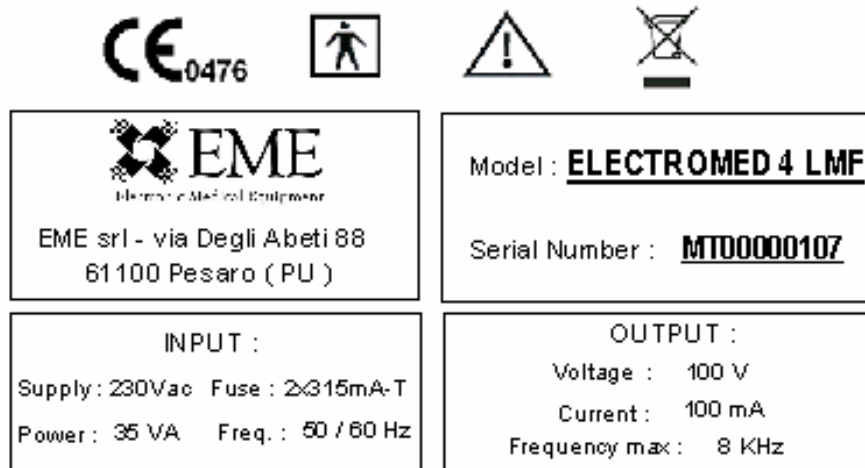 CE 0476
EME
Electronic Medical Equipment
EME srl - via Degli Abeti 88
61100 Pesaro ( PU )
Model : ELECTROMED 4 LMF
Serial Number : MT00000107
INPUT :
Supply : 230Vac Fuse : 2x315mA-T
Power : 35 VA Freq. : 50 / 60 Hz
OUTPUT :
Voltage : 100 V
Current : 100 mA
Frequency max : 8 KHz